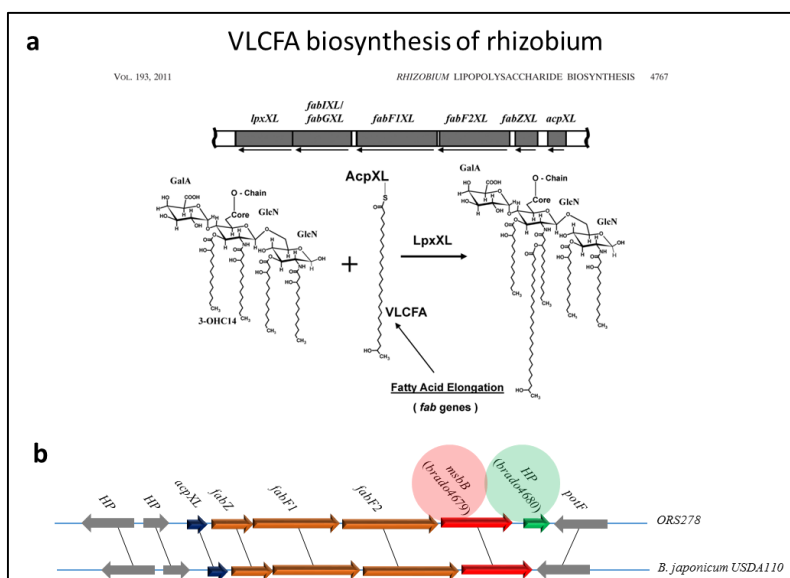 a
VLCFA biosynthesis of rhizobium
VOL. 193, 2011
RHIZOBIUM LIPOPOLYSACCHARIDE BIOSYNTHESIS 4767
lpxXL
fabIXL/
fabGXL
fabF1XL
fabF2XL
fabZXL
acpXL
GalA
COOH
O - Chain
Core
GlcN
GlcN
3-OHC14
+
AcpXL
S
VLCFA
LpxXL
Fatty Acid Elongation
( fab genes )
GalA
COOH
O - Chain
Core
GlcN
GlcN
b
HP
HP
acpXL
fabZ
fabF1
fabF2
msbB
(brado4679)
HP
(brado4680)
potF
ORS278
B. japonicum USDA110